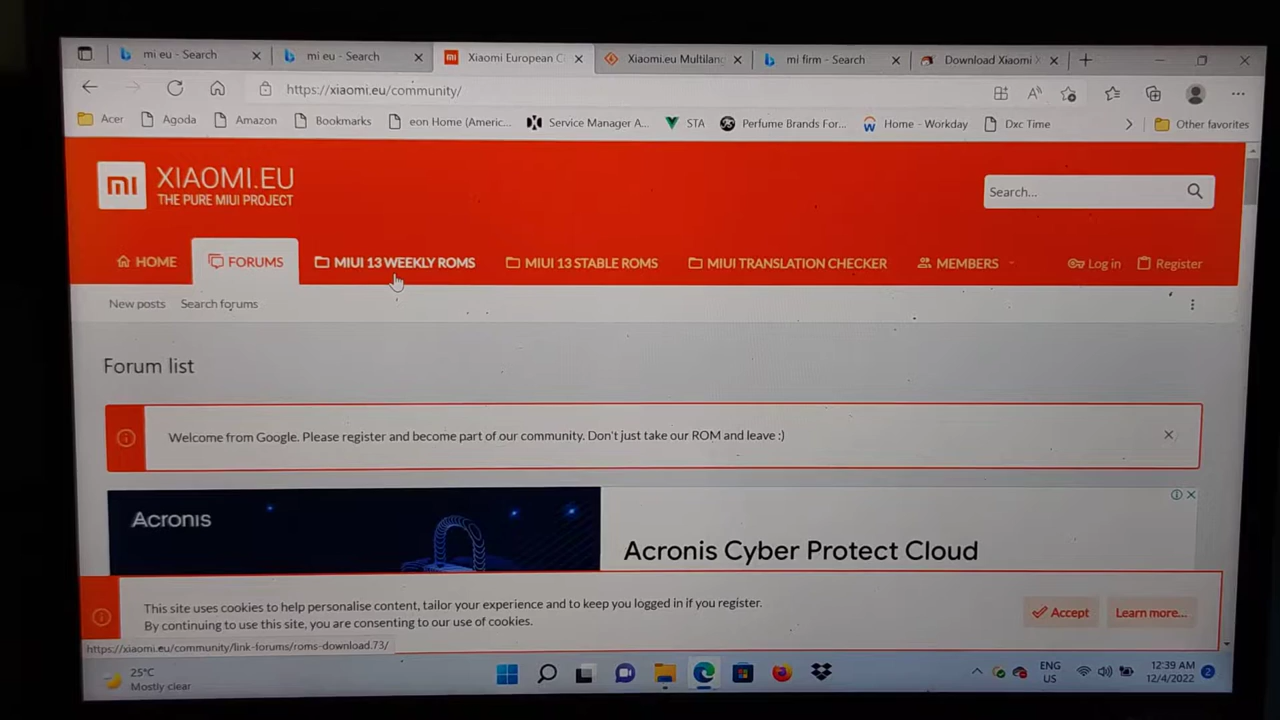 mi eu - Search
mi eu - Search
Xiaomi European C
Xiaomi.eu Multilang
mi firm - Search
Download Xiaomi
https://xiaomi.eu/community/
Acer
Agoda
Amazon
Bookmarks
eon Home (Americ...
Service Manager A...
STA
Perfume Brands For...
Home - Workday
Dxc Time
Other favorites
mi
XIAOMI.EU
THE PURE MIUI PROJECT
Search...
HOME
FORUMS
MIUI 13 WEEKLY ROMS
MIUI 13 STABLE ROMS
MIUI TRANSLATION CHECKER
MEMBERS
Log in
Register
New posts
Search forums
Forum list
Welcome from Google. Please register and become part of our community. Don't just take our ROM and leave :)
Acronis
Acronis Cyber Protect Cloud
This site uses cookies to help personalise content, tailor your experience and to keep you logged in if you register.
By continuing to use this site, you are consenting to our use of cookies.
Accept
Learn more...
https://xiaomi.eu/community/link-forums/roms-download.73/
25°C
Mostly clear
ENG
US
12:39 AM
12/4/2022
2